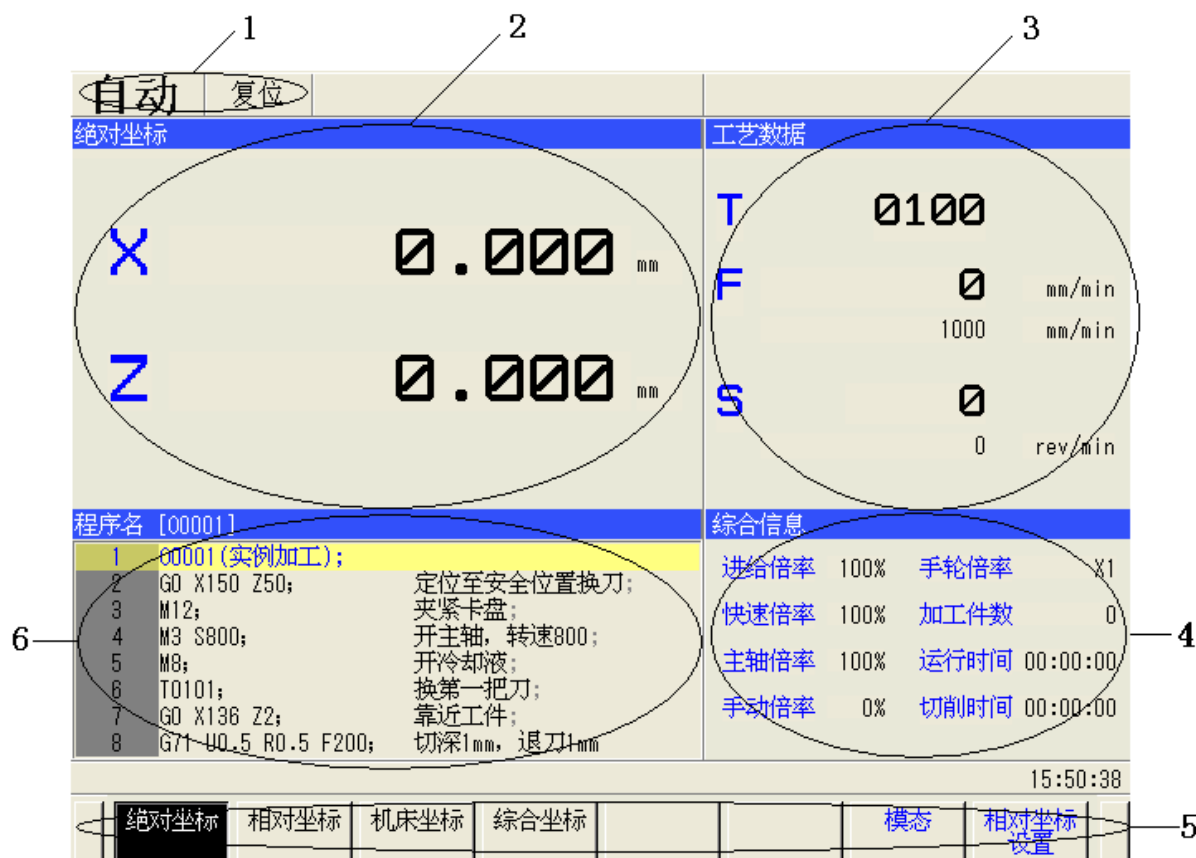 1 2 3
自动 复位
绝对坐标 工艺数据
T 0100
X 0.000 mm
F 0 mm/min
1000 mm/min
Z 0.000 mm
S 0
0 rev/min
程序名 [00001] 综合信息
1 00001(实例加工);
2 G0 X150 Z50; 定位至安全位置换刀;
3 M12; 夹紧卡盘;
4 M3 S800; 开主轴, 转速800;
5 M8; 开冷却液;
6 T0101; 换第一把刀;
7 G0 X136 Z2; 靠近工件;
8 G71 U0.5 R0.5 F200; 切深1mm, 退刀1mm
进给倍率 100% 手轮倍率 X1
快速倍率 100% 加工件数 0
主轴倍率 100% 运行时间 00:00:00
手动倍率 0% 切削时间 00:00:00
6
4
15:50:38
绝对坐标 相对坐标 机床坐标 综合坐标 模态 相对坐标
设置
5